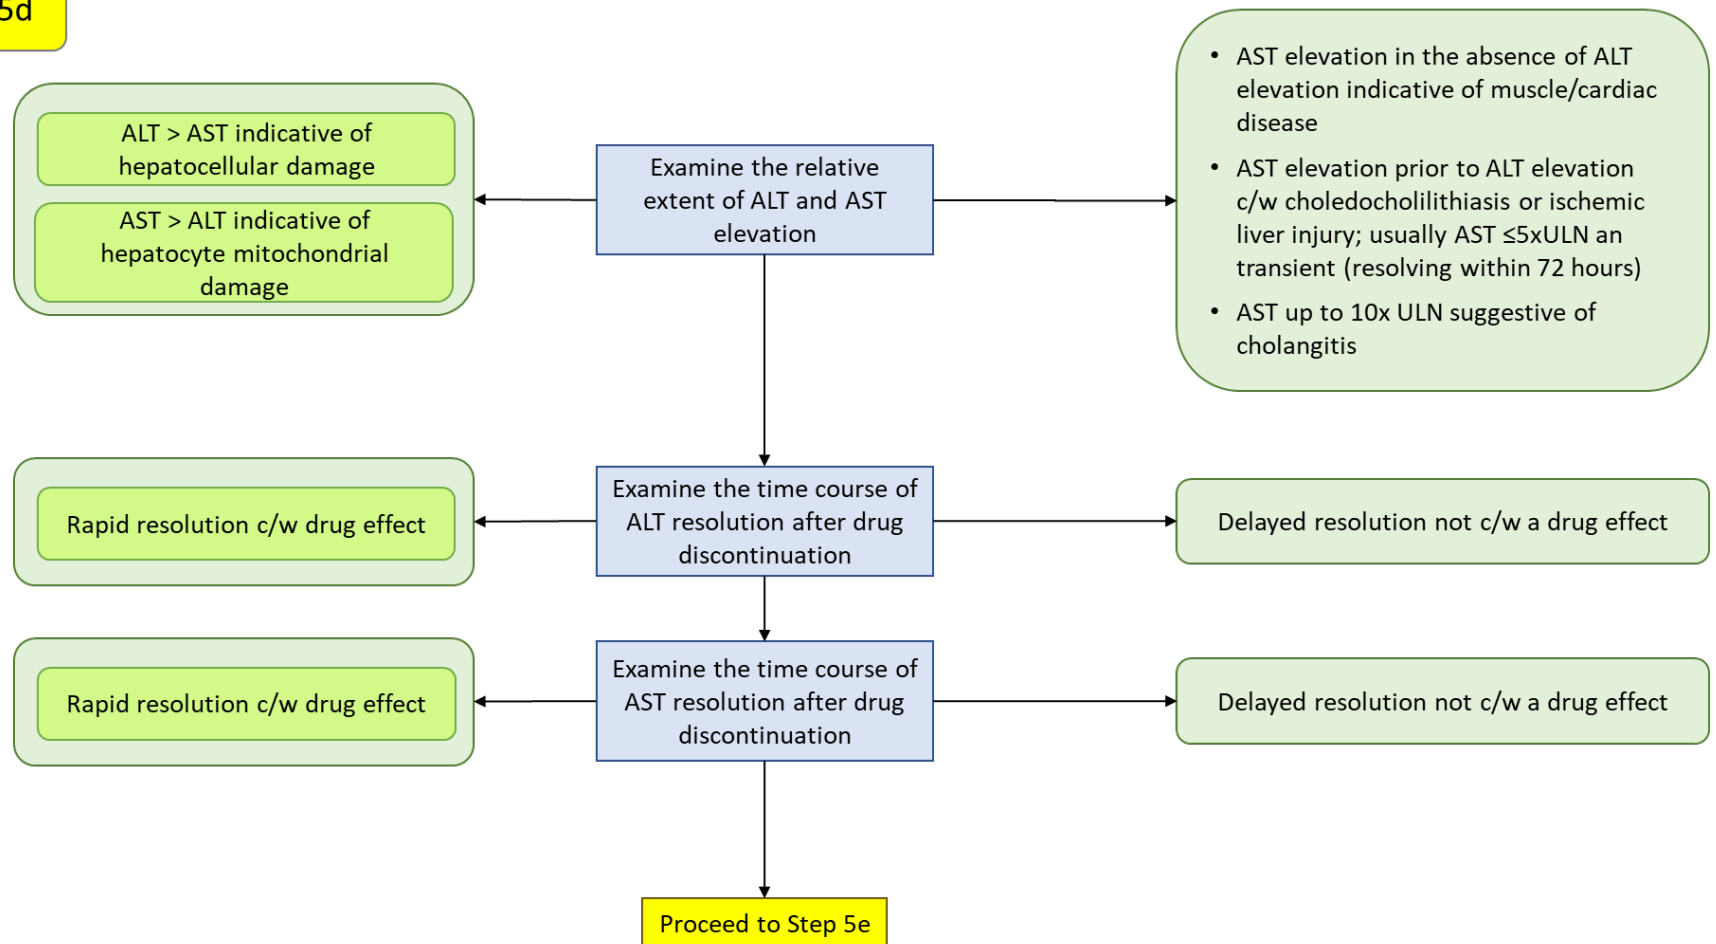 5d
ALT > AST indicative of
hepatocellular damage
AST > ALT indicative of
hepatocyte mitochondrial
damage
Examine the relative
extent of ALT and AST
elevation
• AST elevation in the absence of ALT
elevation indicative of muscle/cardiac
disease
• AST elevation prior to ALT elevation
c/w choledocholilithiasis or ischemic
liver injury; usually AST ≤5xULN an
transient (resolving within 72 hours)
• AST up to 10x ULN suggestive of
cholangitis
Rapid resolution c/w drug effect
Examine the time course of
ALT resolution after drug
discontinuation
Delayed resolution not c/w a drug effect
Rapid resolution c/w drug effect
Examine the time course of
AST resolution after drug
discontinuation
Delayed resolution not c/w a drug effect
Proceed to Step 5e